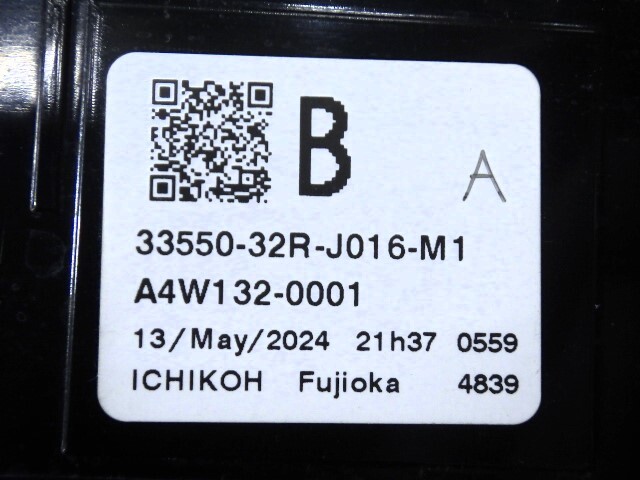 B A
33550-32R-J016-M1
A4W132-0001
13/May/2024 21h37 0559
ICHIKOH Fujioka 4839